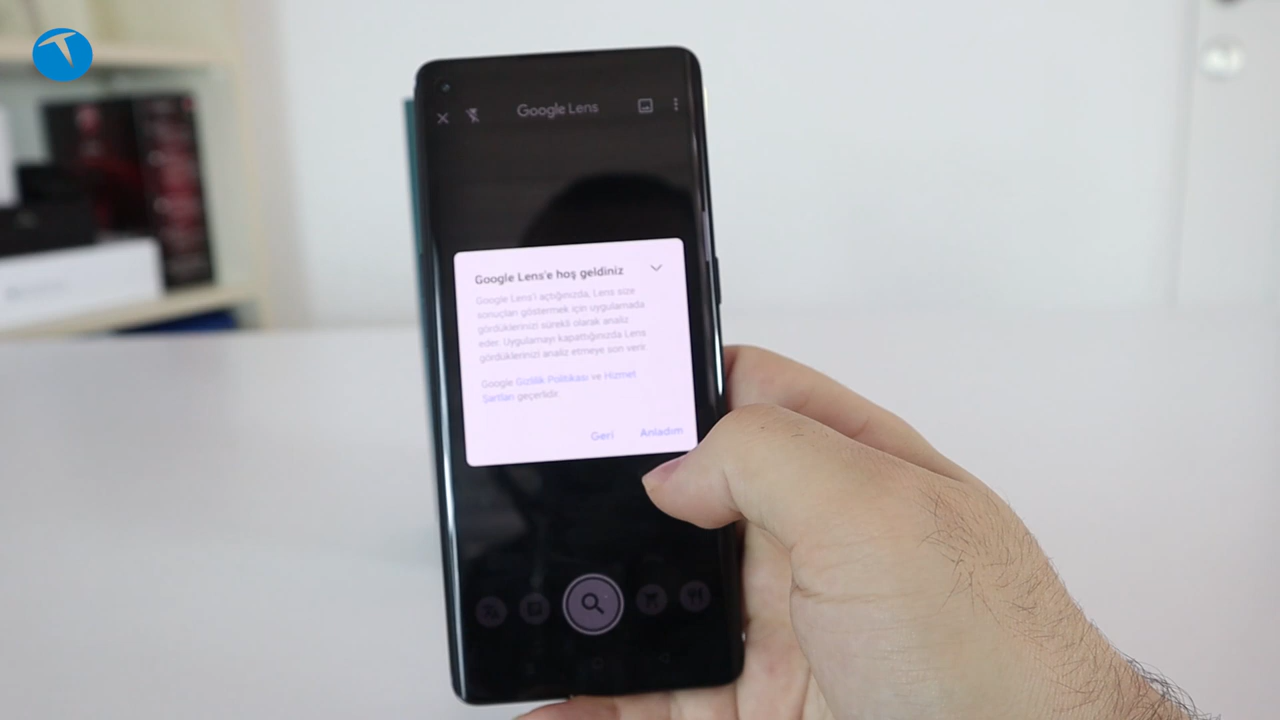 Google Lens
Google Lens'e hoş geldiniz
Google Lens'i açtığınızda, Lens size
sonuçları göstermek için uygulamada
gördüklerinizi sürekli olarak analiz
eder. Uygulamayı kapattığınızda Lens
gördüklerinizi analiz etmeye son verir.
Google Gizlilik Politikası ve Hizmet
Şartları geçerlidir.
Geri Anladım